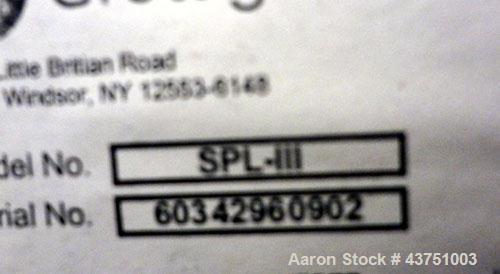 Little Britian Road
Windsor, NY 12553-6148
del No. SPL-III
rial No. 60342960902
Aaron Stock # 43751003